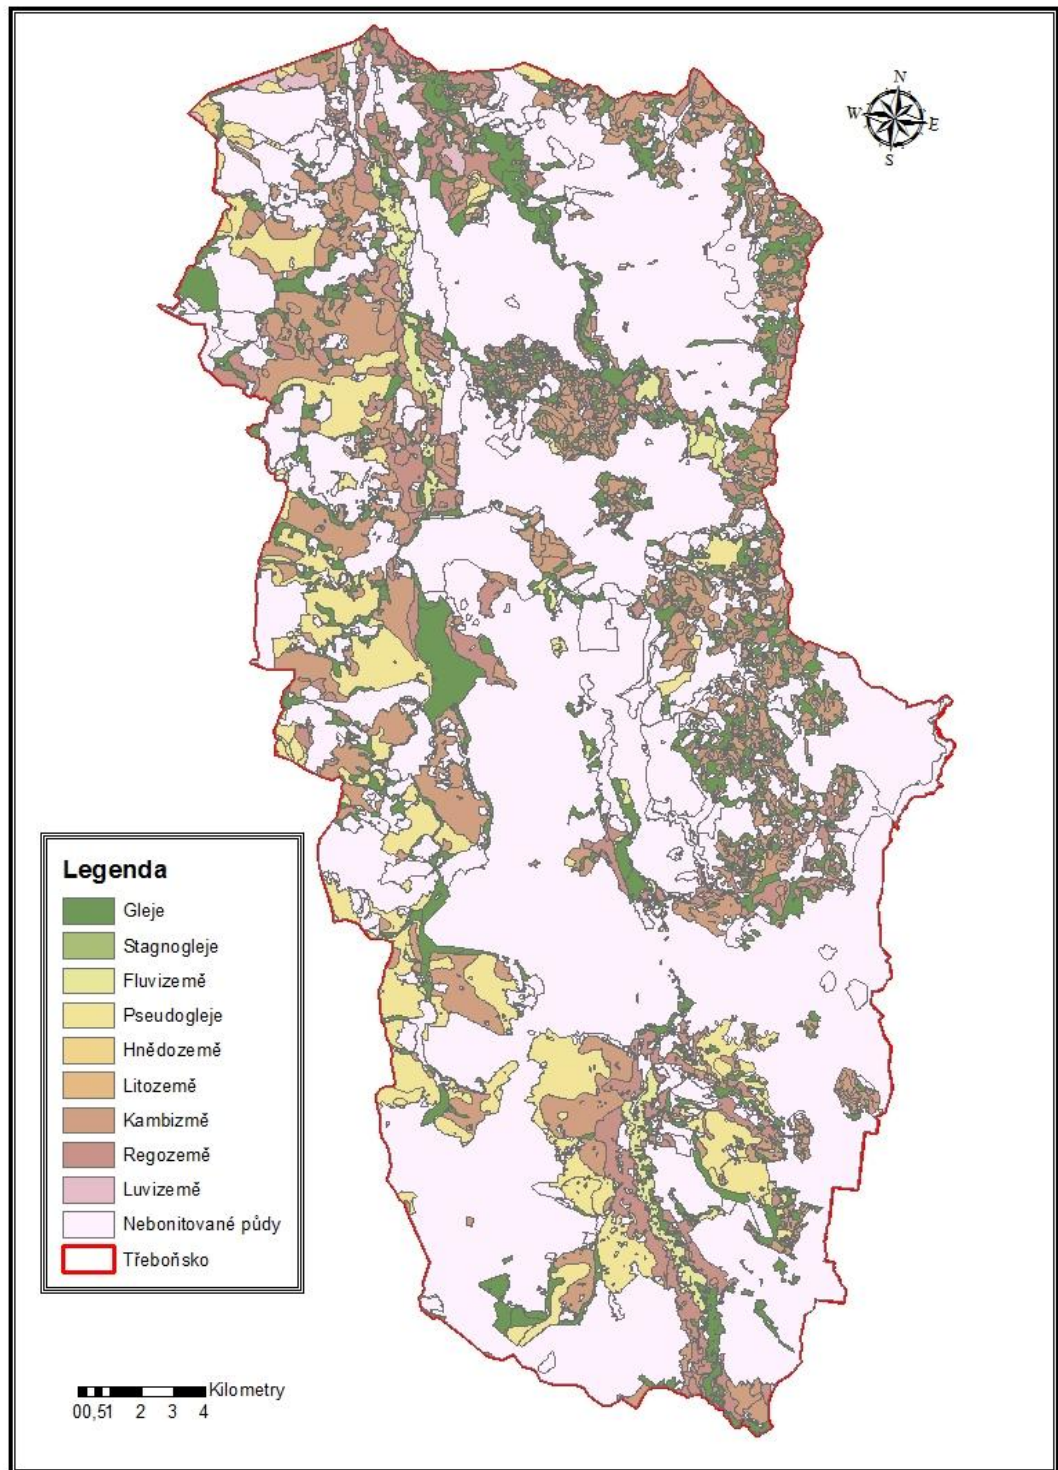 N
W E
S
Legenda
Gleje
Stagnogleje
Fluvizemě
Pseudogleje
Hnědozemě
Litozemě
Kambizmě
Regozemě
Luvizemě
Nebonitované půdy
Třeboňsko
Kilometry
00,51 2 3 4